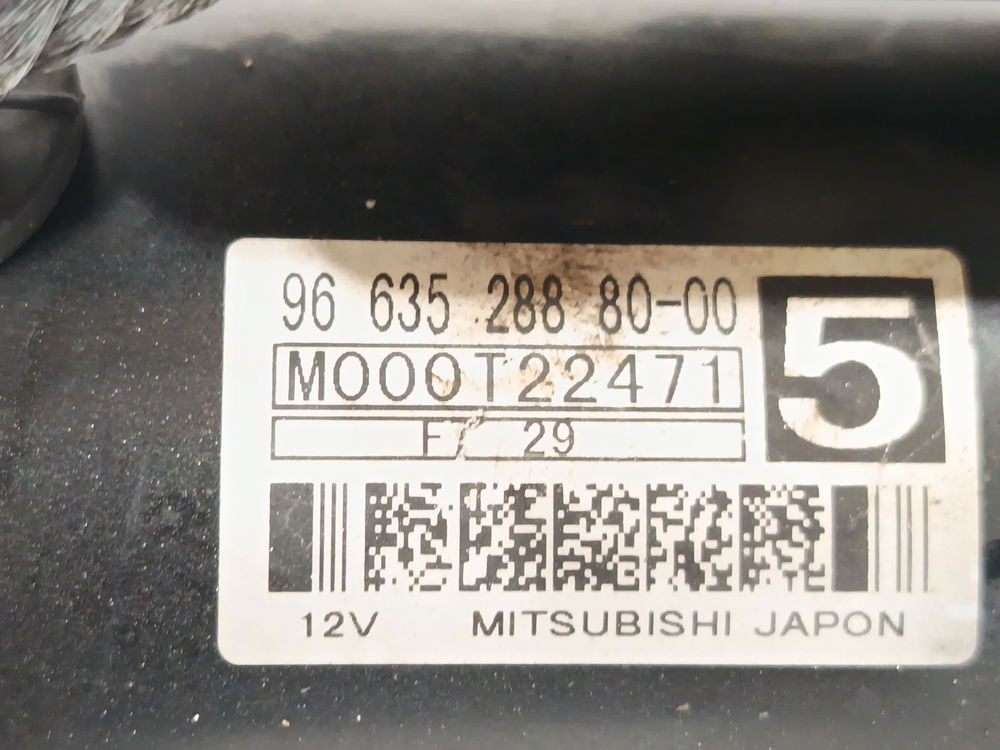 96 635 288 80-00
5
M000T22471
29
12V MITSUBISHI JAPON